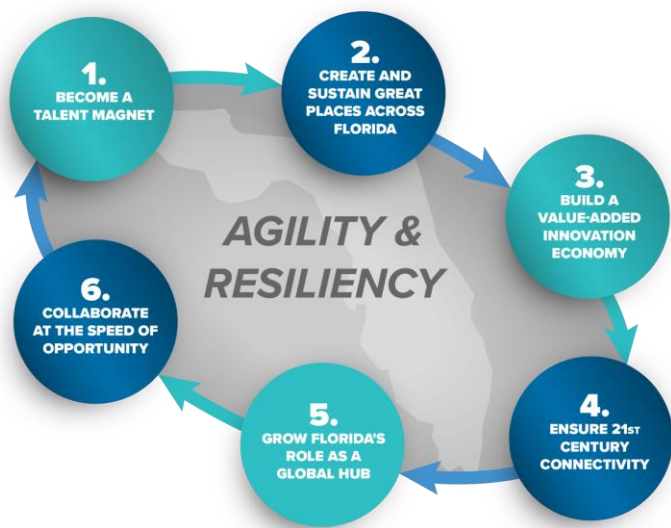 1.
BECOME A
TALENT MAGNET
2.
CREATE AND
SUSTAIN GREAT
PLACES ACROSS
FLORIDA
3.
BUILD A
VALUE-ADDED
INNOVATION
ECONOMY
AGILITY &
RESILIENCY
4.
ENSURE 21ST
CENTURY
CONNECTIVITY
5.
GROW FLORIDA'S
ROLE AS A
GLOBAL HUB
6.
COLLABORATE
AT THE SPEED OF
OPPORTUNITY